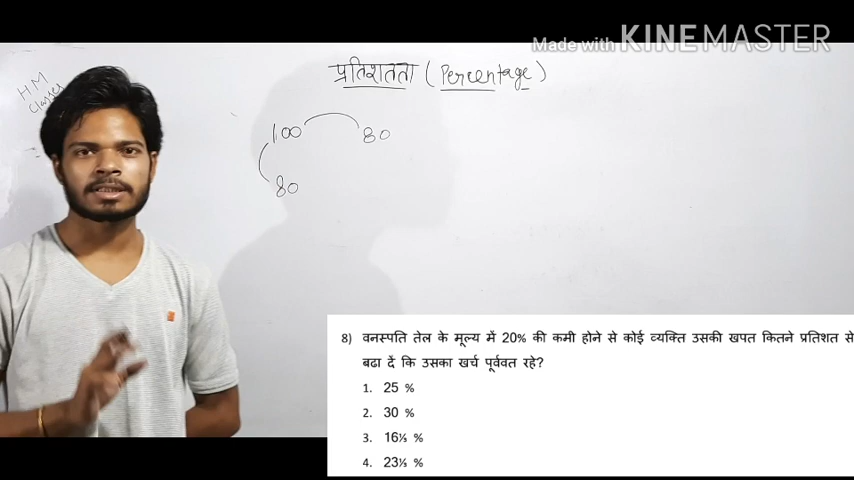 Made with KINEMASTER
प्रतिशतता ( Percentage )
H.M
Classes
100 80
80
8) वनस्पति तेल के मूल्य में 20% की कमी होने से कोई व्यक्ति उसकी खपत कितने प्रतिशत से
बढा दें कि उसका खर्च पूर्ववत रहे?
1. 25 %
2. 30 %
3. 16⅓ %
4. 23⅓ %